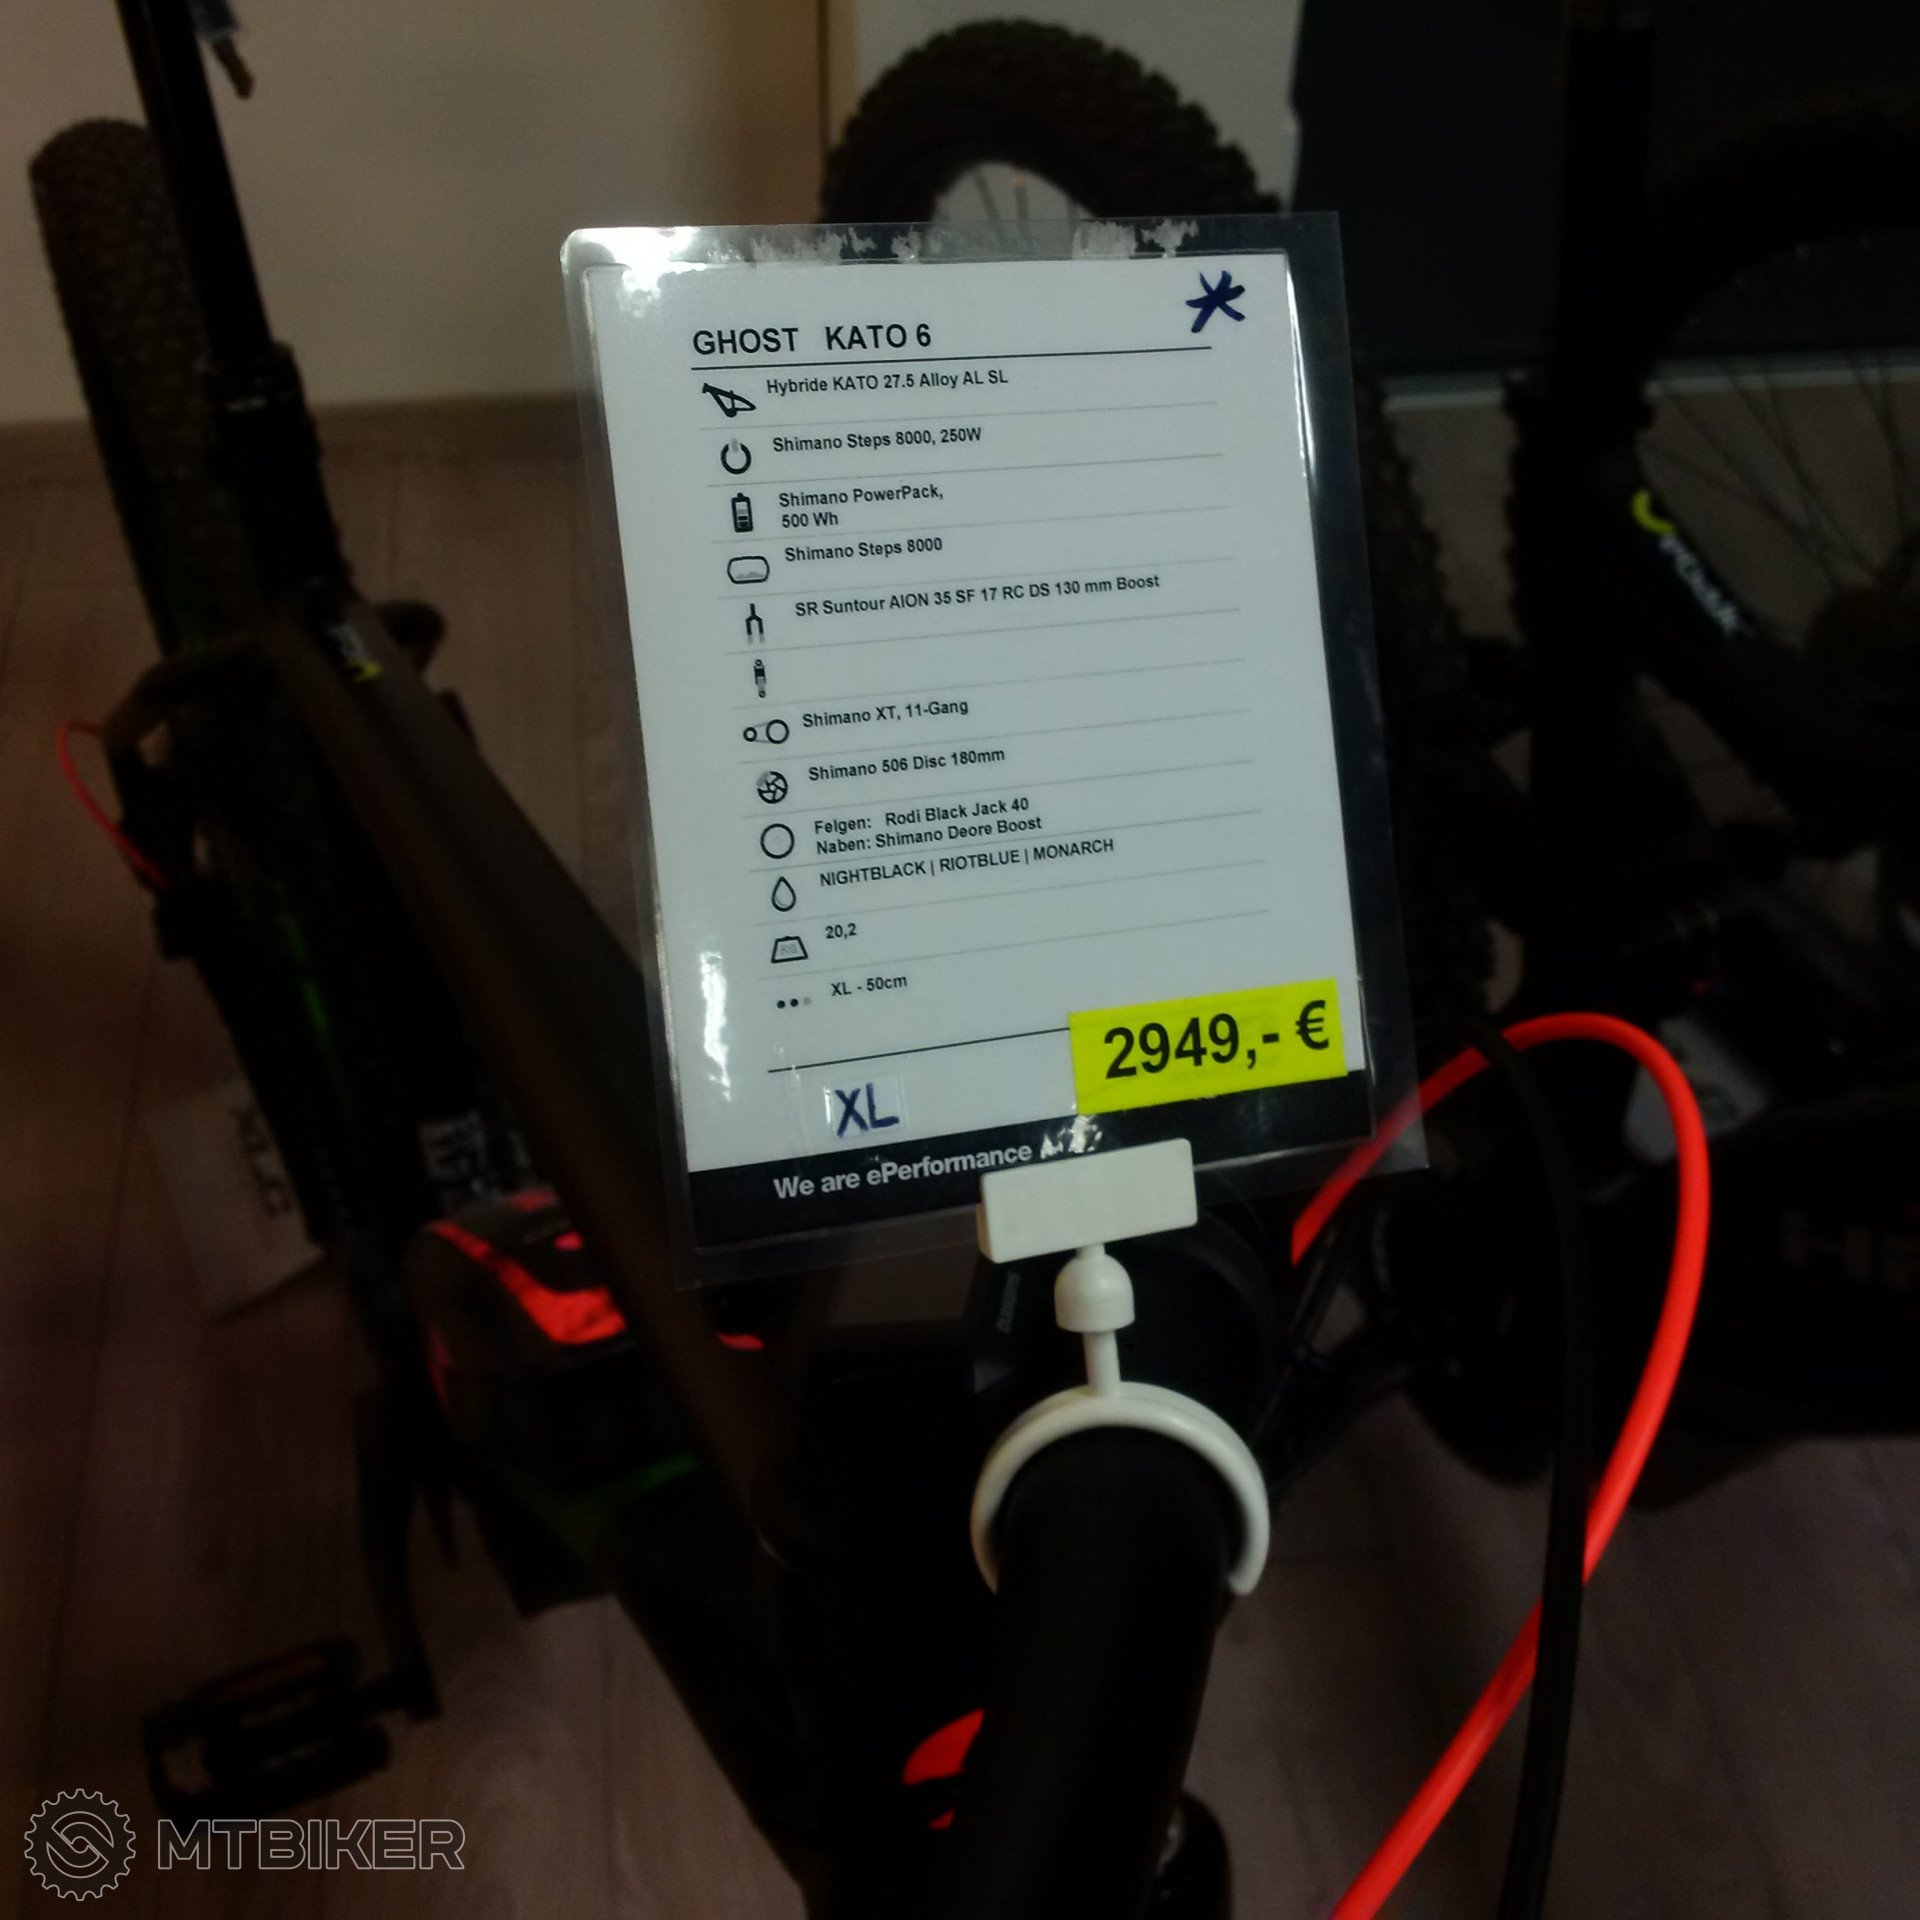 GHOST KATO 6
Hybride KATO 27.5 Alloy AL SL
Shimano Steps 8000, 250W
Shimano PowerPack,
500 Wh
Shimano Steps 8000
SR Suntour AION 35 SF 17 RC DS 130 mm Boost
Shimano XT, 11-Gang
Shimano 506 Disc 180mm
Felgen: Rodi Black Jack 40
Naben: Shimano Deore Boost
NIGHTBLACK | RIOTBLUE | MONARCH
KG
20,2
XL - 50cm
2949,- €
XL
We are ePerformance
SHIMANO
MTBIKER